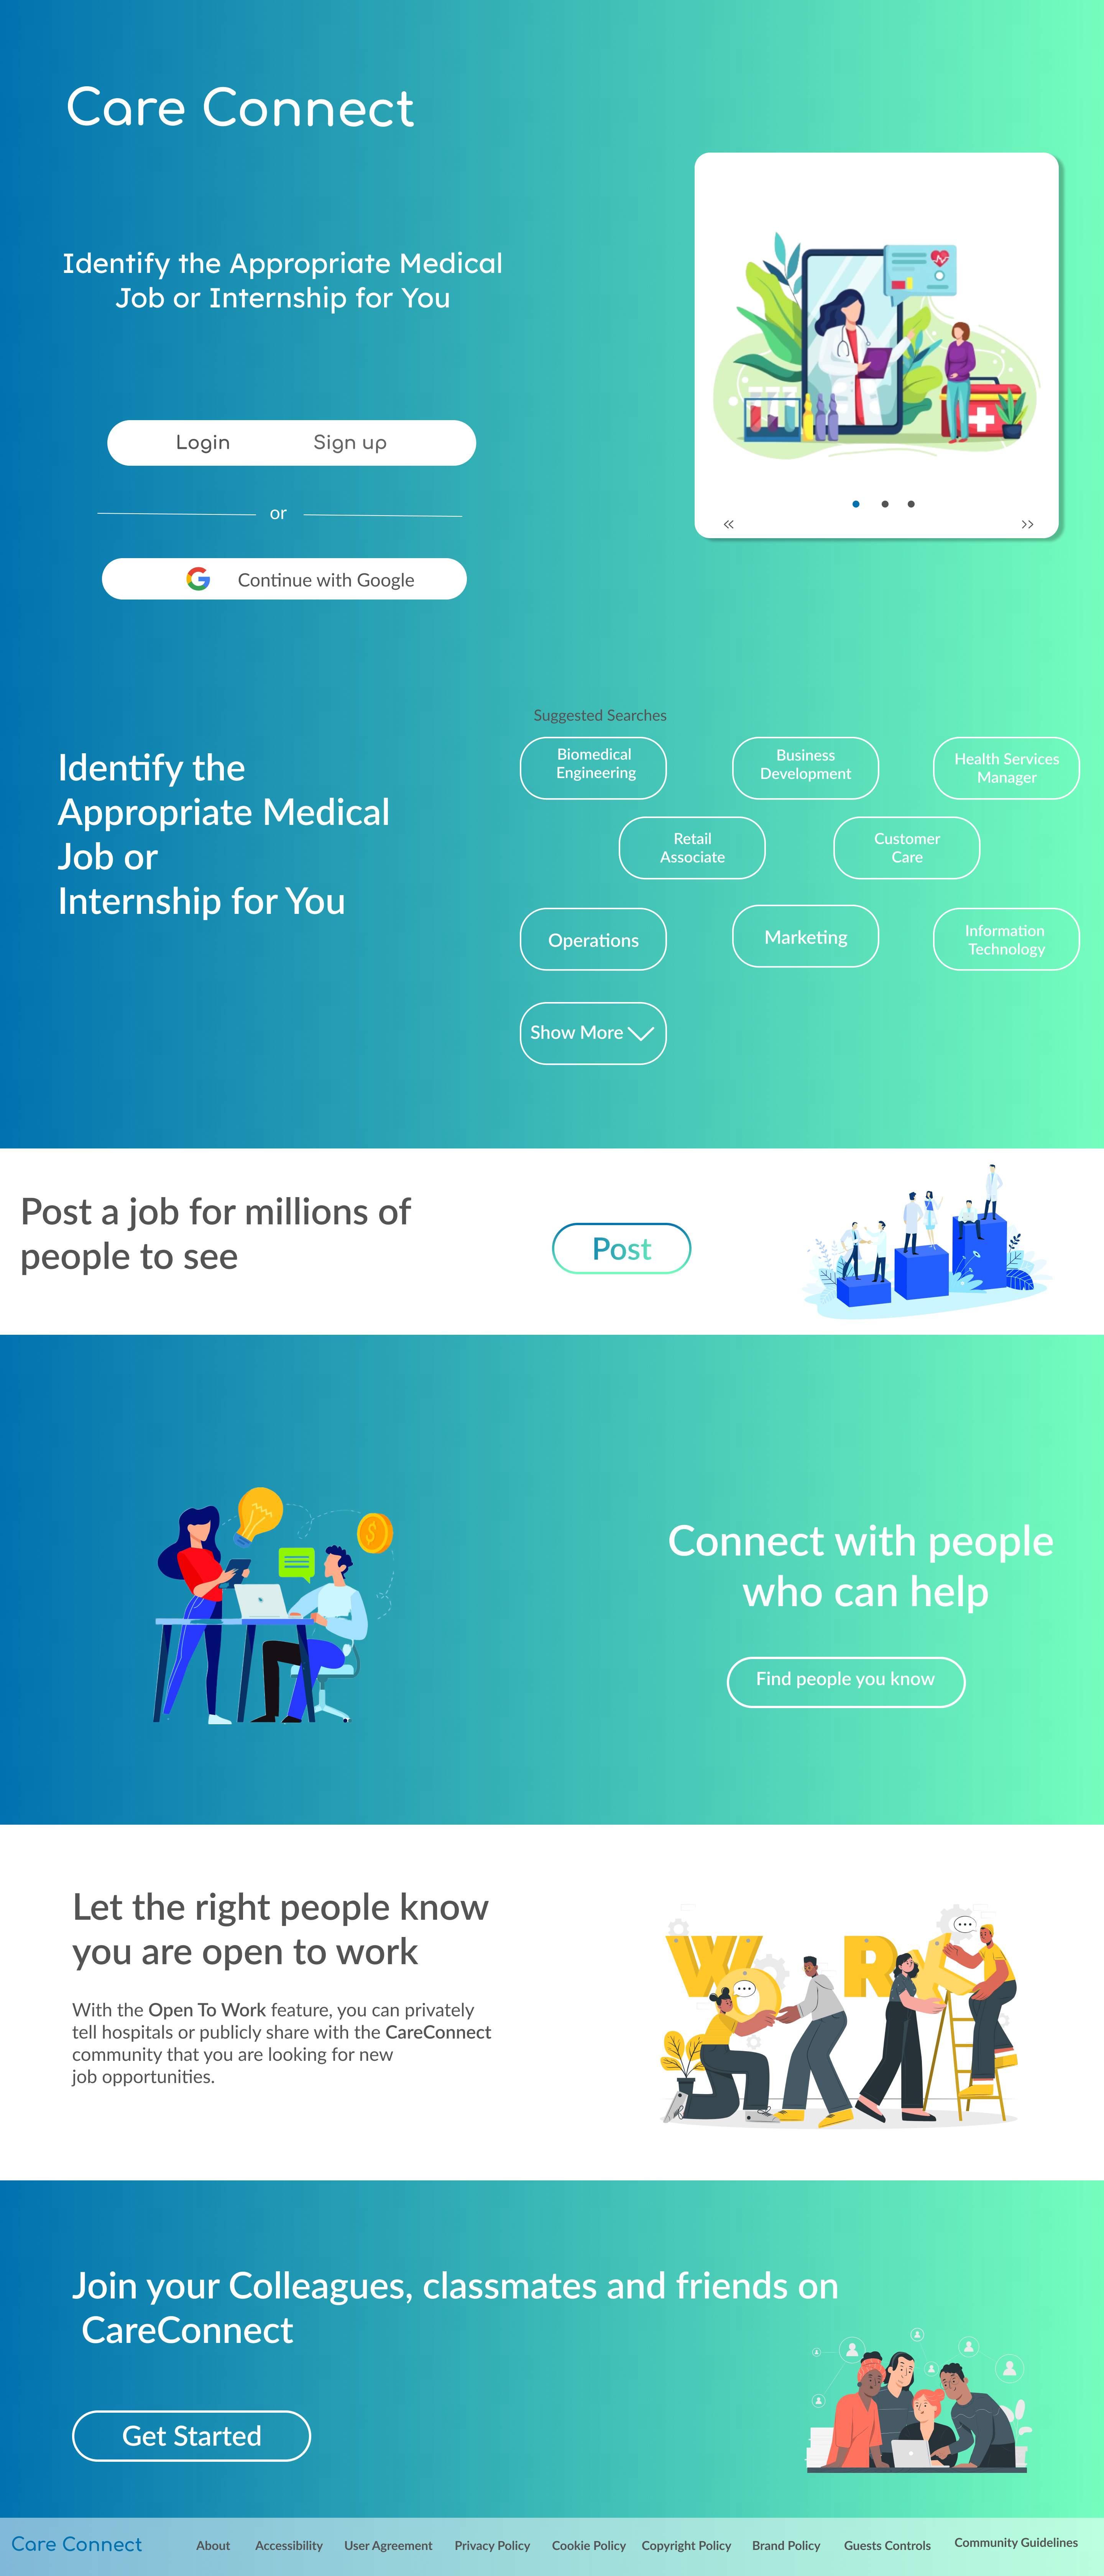 Care Connect
Identify the Appropriate Medical
Job or Internship for You
Login Sign up
or
Continue with Google
«
>>
Suggested Searches
Identify the
Appropriate Medical
Job or
Internship for You
Biomedical
Engineering
Business
Development
Health Services
Manager
Retail
Associate
Customer
Care
Operations
Marketing
Information
Technology
Show More
Post a job for millions of
people to see
Post
$
Connect with people
who can help
Find people you know
Let the right people know
you are open to work
With the Open To Work feature, you can privately
tell hospitals or publicly share with the CareConnect
community that you are looking for new
job opportunities.
WORK
Join your Colleagues, classmates and friends on
CareConnect
Get Started
Care Connect About Accessibility User Agreement Privacy Policy Cookie Policy Copyright Policy Brand Policy Guests Controls Community Guidelines